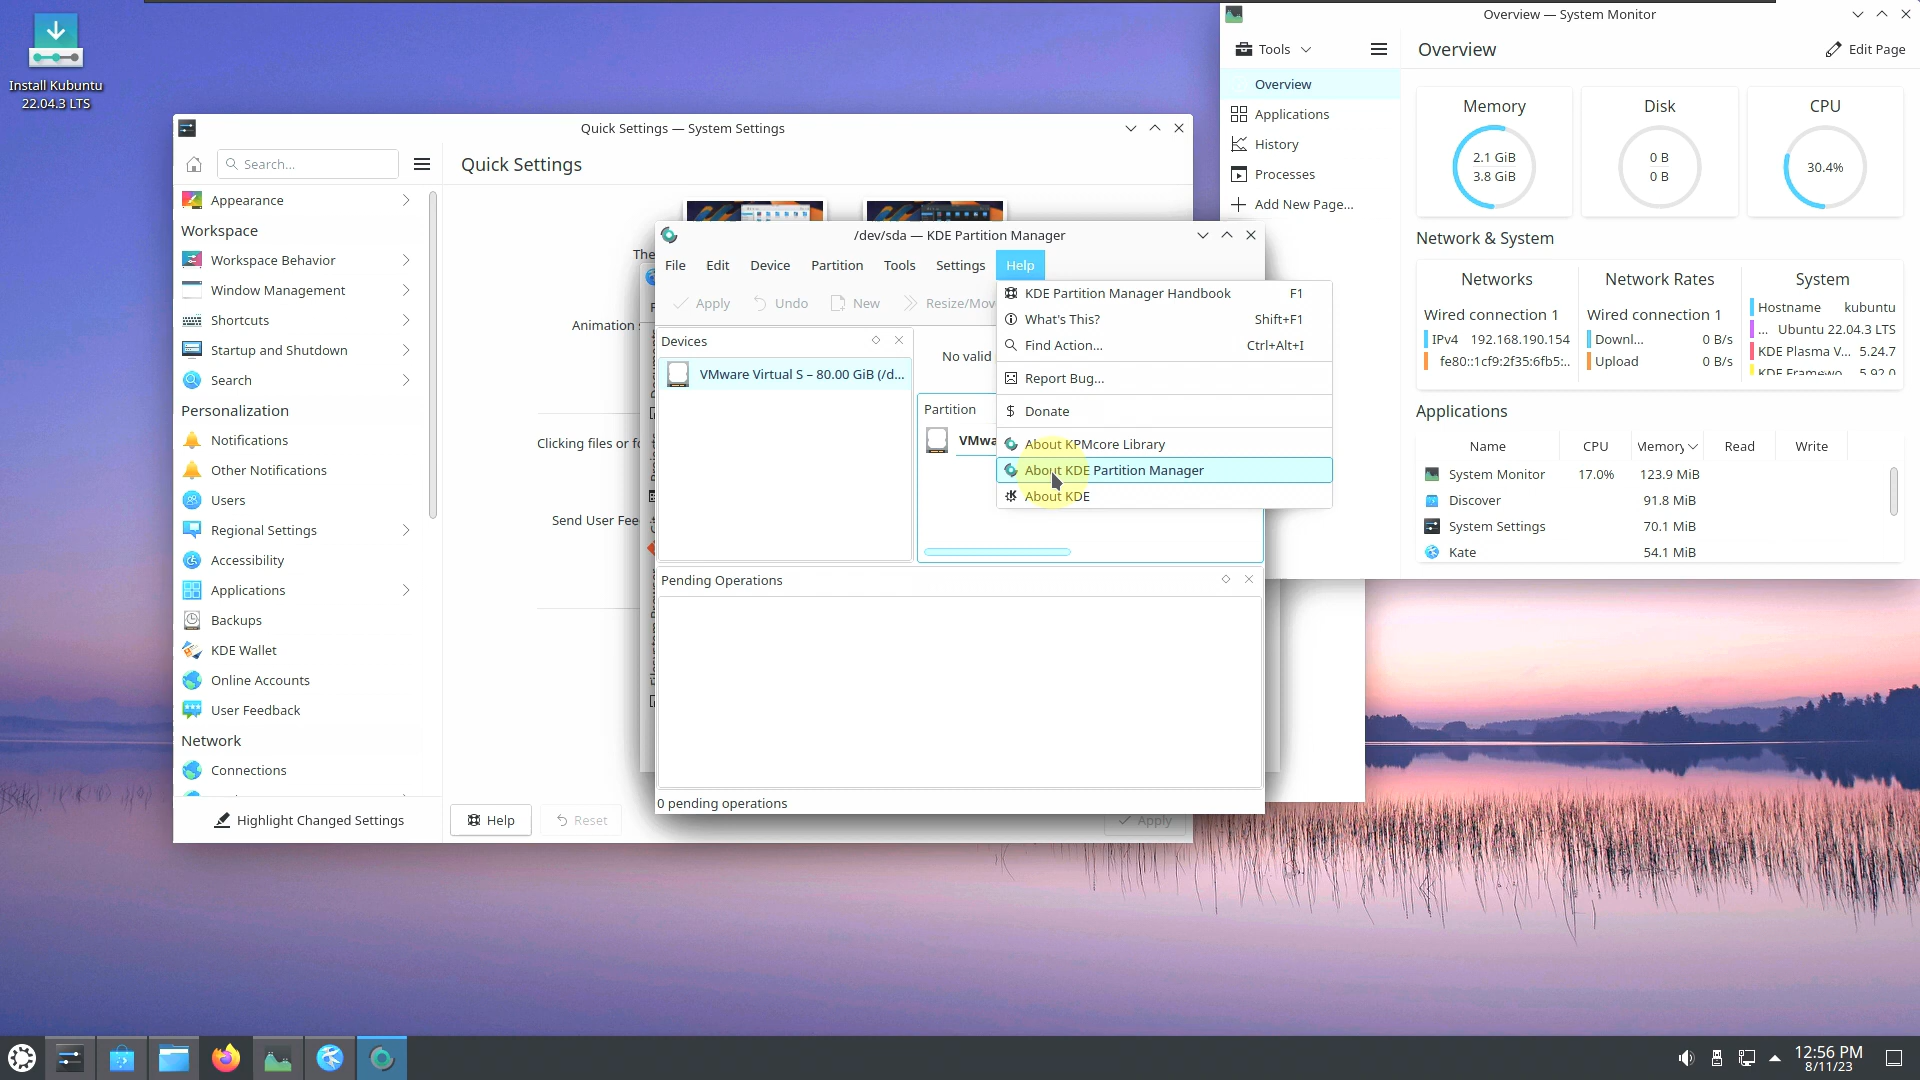 Install Kubuntu
22.04.3 LTS
Quick Settings — System Settings
Search...
Quick Settings
Appearance
Workspace
Workspace Behavior
Window Management
Shortcuts
Startup and Shutdown
Search
Personalization
Notifications
Other Notifications
Users
Regional Settings
Accessibility
Applications
Backups
KDE Wallet
Online Accounts
User Feedback
Network
Connections
Highlight Changed Settings
Help
Reset
Apply
The
Animation
Clicking files or fo
Send User Fee
/dev/sda — KDE Partition Manager
File Edit Device Partition Tools Settings Help
Apply Undo New Resize/Mov
Devices
VMware Virtual S – 80.00 GiB (/d...
No valid
Partition
VMwa
KDE Partition Manager Handbook F1
What's This? Shift+F1
Find Action... Ctrl+Alt+I
Report Bug...
Donate
About KPMcore Library
About KDE Partition Manager
About KDE
Pending Operations
0 pending operations
Overview — System Monitor
Tools
Overview
Edit Page
Overview
Applications
History
Processes
Add New Page...
Memory
2.1 GiB
3.8 GiB
Disk
0 B
0 B
CPU
30.4%
Network & System
Networks
Wired connection 1
IPv4 192.168.190.154
fe80::1cf9:2f35:6fb5:..
Network Rates
Wired connection 1
Downl... 0 B/s
Upload 0 B/s
System
Hostname kubuntu
... Ubuntu 22.04.3 LTS
KDE Plasma V... 5.24.7
KDE Framewo... 5.92.0
Applications
Name CPU Memory Read Write
System Monitor 17.0% 123.9 MiB
Discover 91.8 MiB
System Settings 70.1 MiB
Kate 54.1 MiB
12:56 PM
8/11/23